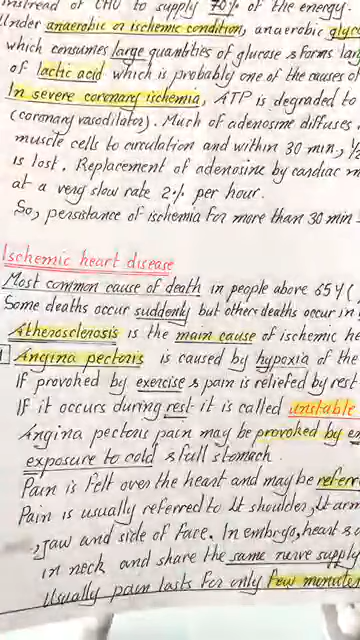 instead of CHO to supply 70% of the energy.
Under anaerobic or ischemic condition, anaerobic
which consumes large quantities of glucose & forms
of lactic acid which is probably one of the causes of
In severe coronary ischemia, ATP is degraded to
(coronary vasodilator). Much of adenosine diffuses
muscle cells to circulation and within 30 min,
is lost. Replacement of adenosine by cardiac
at a very slow rate 2% per hour.
So, persistance of ischemia for more than 30 min
Ischemic heart disease
Most common cause of death in people above 65 Y (
Some deaths occur suddenly but other deaths occur in
Atherosclerosis is the main cause of ischemic
Angina pectoris is caused by hypoxia of the
If provoked by exercise & pain is reliefed by rest
If it occurs during rest it is called unstable
Angina pectoris pain may be provoked by
exposure to cold & full stomach.
Pain is felt over the heart and may be
Pain is usually referred to lt shoulder, lt arm
, jaw and side of face. In embryo, heart &
in neck and share the same nerve supply
Usually pain lasts for only few